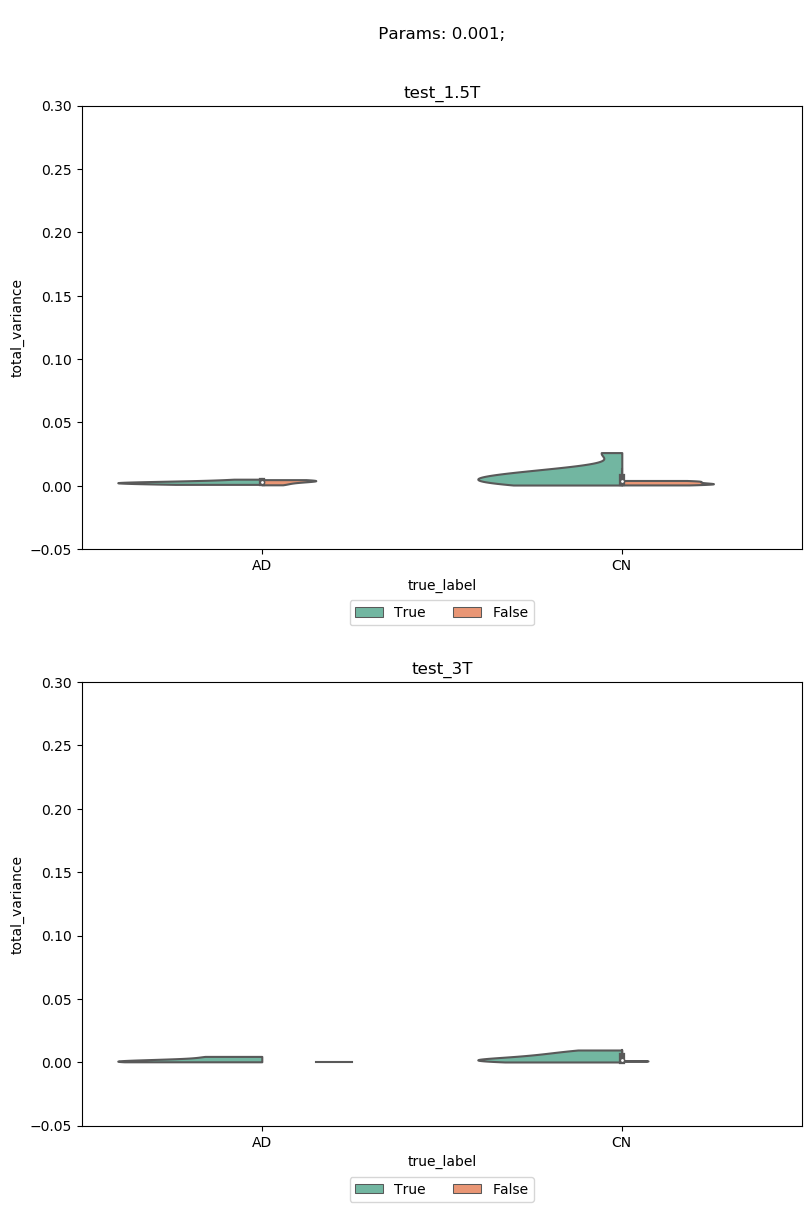 Params: 0.001;
test_1.5T
0.30
0.25
0.20
0.15
0.10
0.05
0.00
−0.05
total_variance
AD CN
true_label
True False
test_3T
0.30
0.25
0.20
0.15
0.10
0.05
0.00
−0.05
total_variance
AD CN
true_label
True False